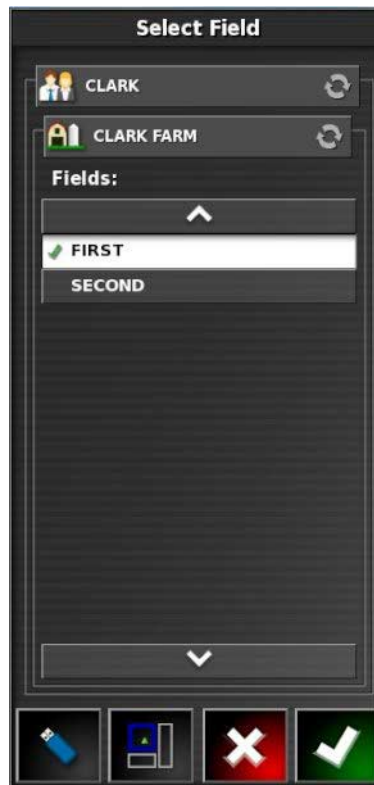 Select Field
CLARK
CLARK FARM
Fields:
FIRST
SECOND